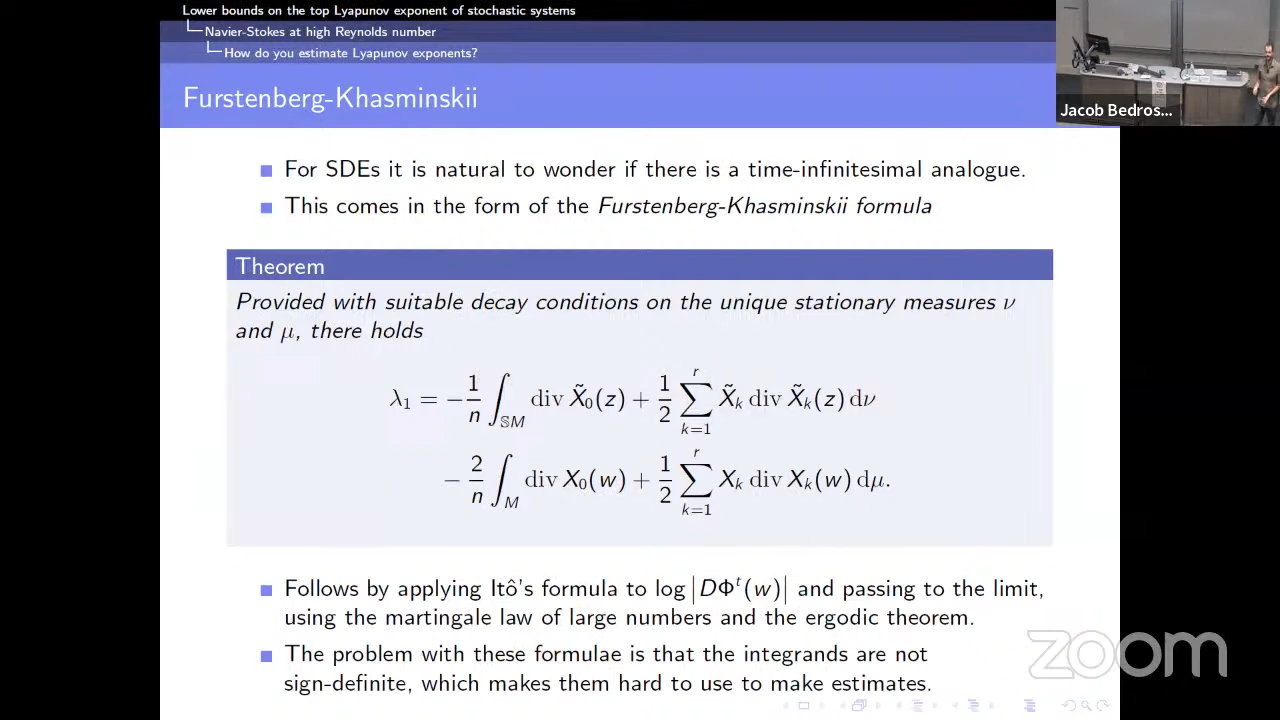 Lower bounds on the top Lyapunov exponent of stochastic systems
Navier-Stokes at high Reynolds number
How do you estimate Lyapunov exponents?
Furstenberg-Khasminskii
Jacob Bedros...
For SDEs it is natural to wonder if there is a time-infinitesimal analogue.
This comes in the form of the Furstenberg-Khasminskii formula
Theorem
Provided with suitable decay conditions on the unique stationary measures ν
and μ, there holds
λ₁ = −\frac{1}{n} ∫_{𝕊M} div X̃₀(z) + \frac{1}{2} ∑_{k=1}^{r} X̃ₖ div X̃ₖ(z) dν
− \frac{2}{n} ∫_{M} div X₀(w) + \frac{1}{2} ∑_{k=1}^{r} Xₖ div Xₖ(w) dμ.
Follows by applying Itô's formula to log |DΦᵗ(w)| and passing to the limit,
using the martingale law of large numbers and the ergodic theorem.
The problem with these formulae is that the integrands are not
sign-definite, which makes them hard to use to make estimates.
zoom